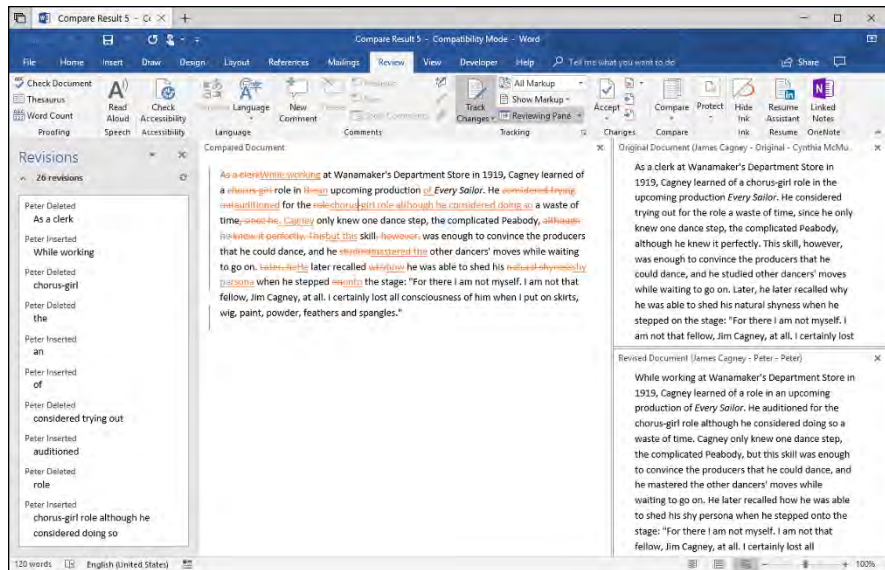 Compare Result 5 - Co
Compare Result 5 - Compatibility Mode - Word
File Home Insert Draw Design Layout References Mailings Review View Developer Help Tell me what you want to do Share
Check Document
Thesaurus
Word Count
Proofing
Read Aloud
Speech
Check Accessibility
Accessibility
Language
Language
New Comment
Comments
Track Changes
All Markup
Show Markup
Reviewing Pane
Tracking
Accept
Changes
Compare
Compare
Protect
Hide Ink
Ink
Resume Assistant
Resume
Linked Notes
OneNote
Revisions
26 revisions
Peter Deleted
As a clerk
Peter Inserted
While working
Peter Deleted
chorus-girl
Peter Deleted
the
Peter Inserted
an
Peter Inserted
of
Peter Deleted
considered trying out
Peter Inserted
auditioned
Peter Deleted
role
Peter Inserted
chorus-girl role although he
considered doing so
Compared Document
As a clerkWhile working at Wanamaker's Department Store in 1919, Cagney learned of
a chorus-girl role in thean upcoming production of Every Sailor. He considered trying
outauditioned for the rolechorus-girl role although he considered doing so a waste of
time, since he. Cagney only knew one dance step, the complicated Peabody, although
he knew it perfectly. Thisbut this skill, however, was enough to convince the producers
that he could dance, and he studiedmastered the other dancers' moves while waiting
to go on. Later, heHe later recalled whyhow he was able to shed his natural shynessshy
persona when he stepped ononto the stage: "For there I am not myself. I am not that
fellow, Jim Cagney, at all. I certainly lost all consciousness of him when I put on skirts,
wig, paint, powder, feathers and spangles."
Original Document (James Cagney - Original - Cynthia McMu
As a clerk at Wanamaker's Department Store in
1919, Cagney learned of a chorus-girl role in the
upcoming production Every Sailor. He considered
trying out for the role a waste of time, since he only
knew one dance step, the complicated Peabody,
although he knew it perfectly. This skill, however,
was enough to convince the producers that he
could dance, and he studied other dancers' moves
while waiting to go on. Later, he later recalled why
he was able to shed his natural shyness when he
stepped on the stage: "For there I am not myself. I
am not that fellow, Jim Cagney, at all. I certainly lost
Revised Document (James Cagney - Peter - Peter)
While working at Wanamaker's Department Store in
1919, Cagney learned of a role in an upcoming
production of Every Sailor. He auditioned for the
chorus-girl role although he considered doing so a
waste of time. Cagney only knew one dance step,
the complicated Peabody, but this skill was enough
to convince the producers that he could dance, and
he mastered the other dancers' moves while
waiting to go on. He later recalled how he was able
to shed his shy persona when he stepped onto the
stage: "For there I am not myself. I am not that
fellow, Jim Cagney, at all. I certainly lost all
120 words English (United States) 100%